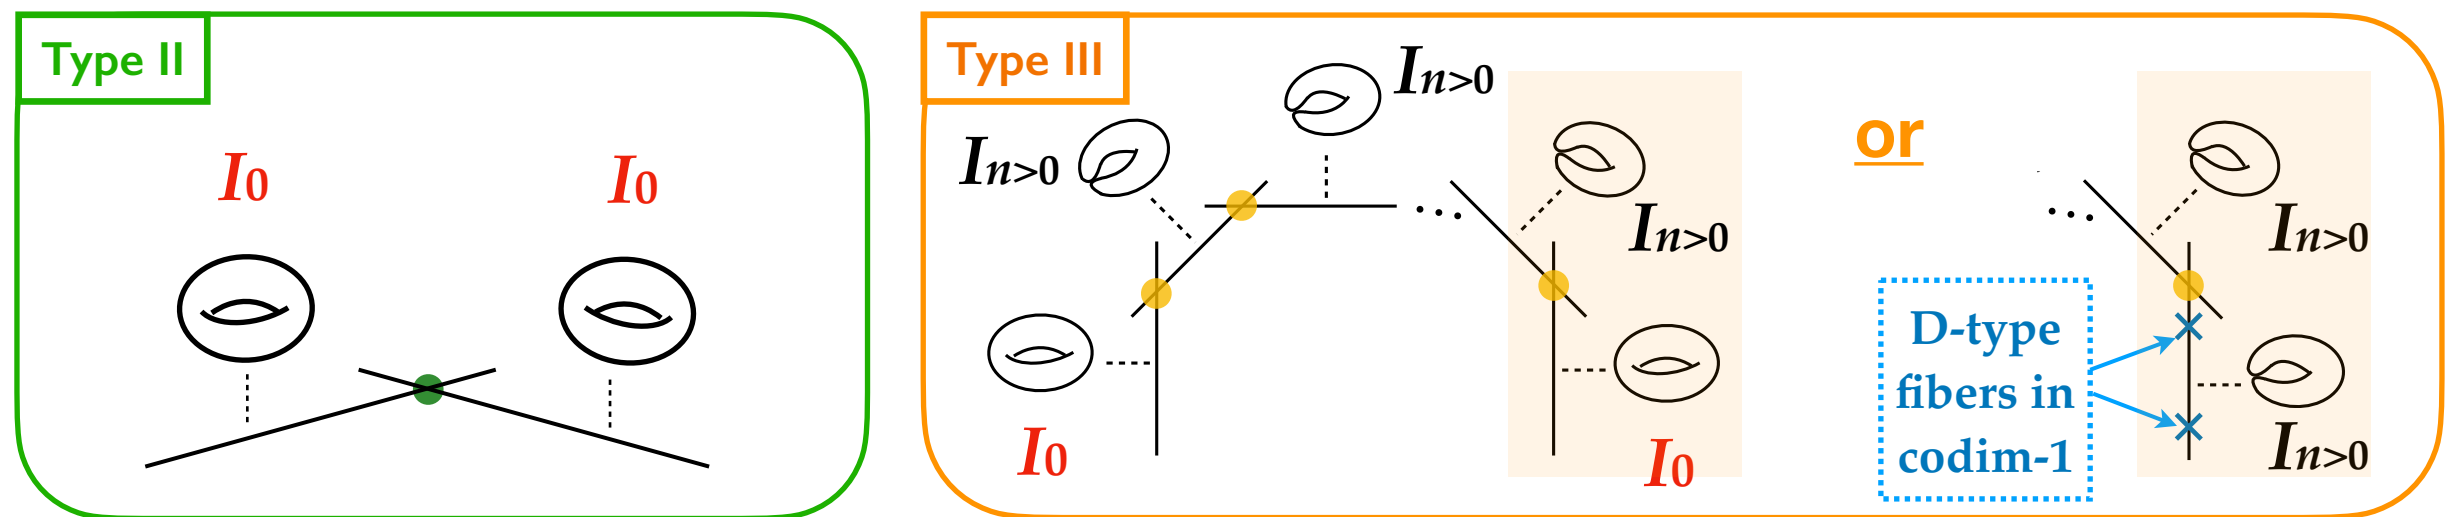 Type II
I0
I0
Type III
In>0
In>0
In>0
I0
I0
or
In>0
In>0
D-type
fibers in
codim-1